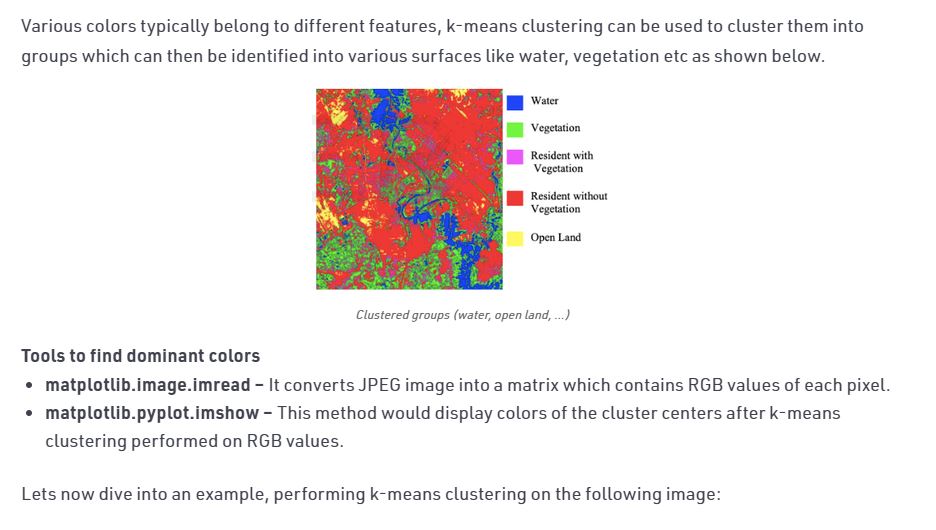 Various colors typically belong to different features, k-means clustering can be used to cluster them into
groups which can then be identified into various surfaces like water, vegetation etc as shown below.
Water
Vegetation
Resident with
Vegetation
Resident without
Vegetation
Open Land
Clustered groups (water, open land, ...)
Tools to find dominant colors
• matplotlib.image.imread – It converts JPEG image into a matrix which contains RGB values of each pixel.
• matplotlib.pyplot.imshow – This method would display colors of the cluster centers after k-means
clustering performed on RGB values.
Lets now dive into an example, performing k-means clustering on the following image: